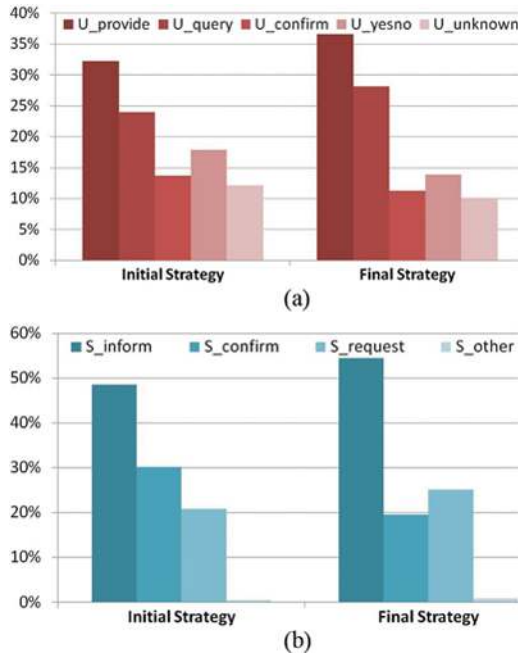 40%
U_provide U_query U_confirm U_yesno U_unknown
35%
30%
25%
20%
15%
10%
5%
0%
Initial Strategy Final Strategy
(a)
60%
S_inform S_confirm S_request S_other
50%
40%
30%
20%
10%
0%
Initial Strategy Final Strategy
(b)